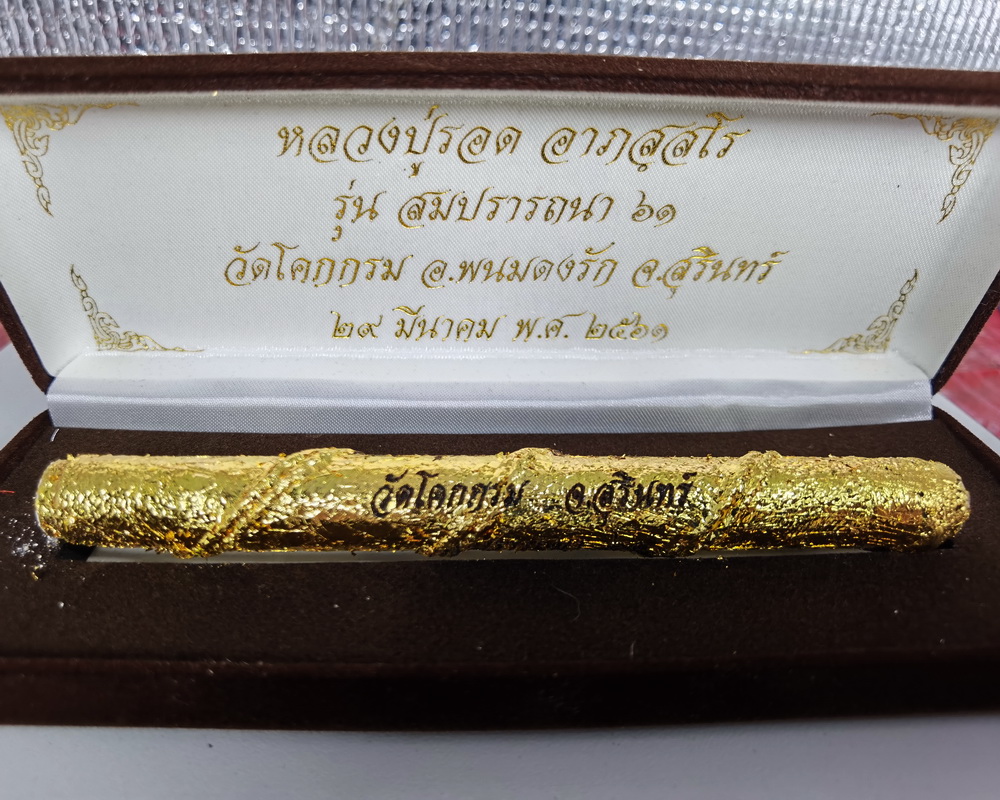 หลวงปู่รอด อาภสฺสโร
รุ่น สมปรารถนา ๖๑
วัดโคกกรม อ.พนมดงรัก จ.สุรินทร์
๒๙ มีนาคม พ.ศ. ๒๕๖๑
วัดโคกกรม จ.สุรินทร์